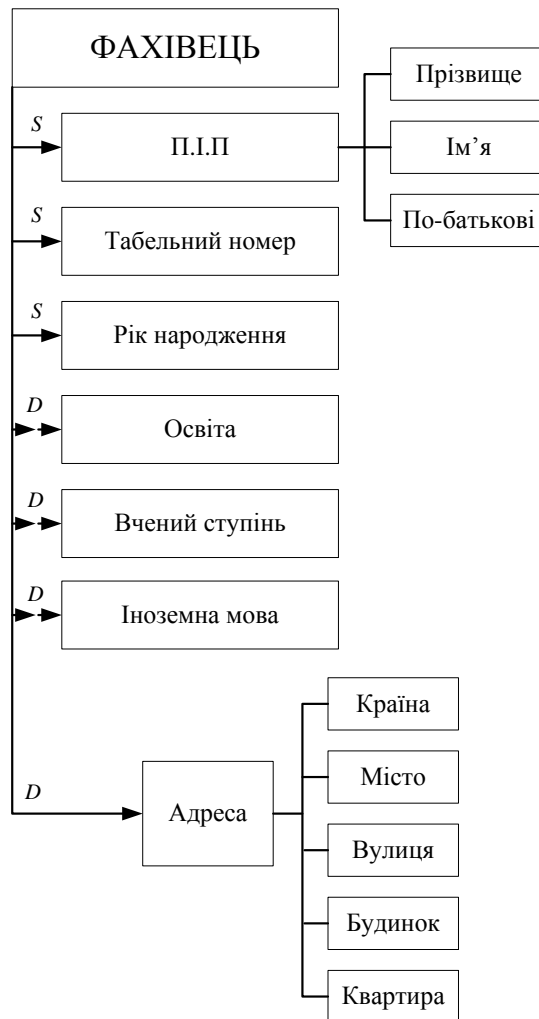 ФАХІВЕЦЬ
Прізвище
S
П.І.П
Ім’я
По-батькові
S
Табельний номер
S
Рік народження
D
Освіта
D
Вчений ступінь
D
Іноземна мова
Країна
Місто
D
Адреса
Вулиця
Будинок
Квартира